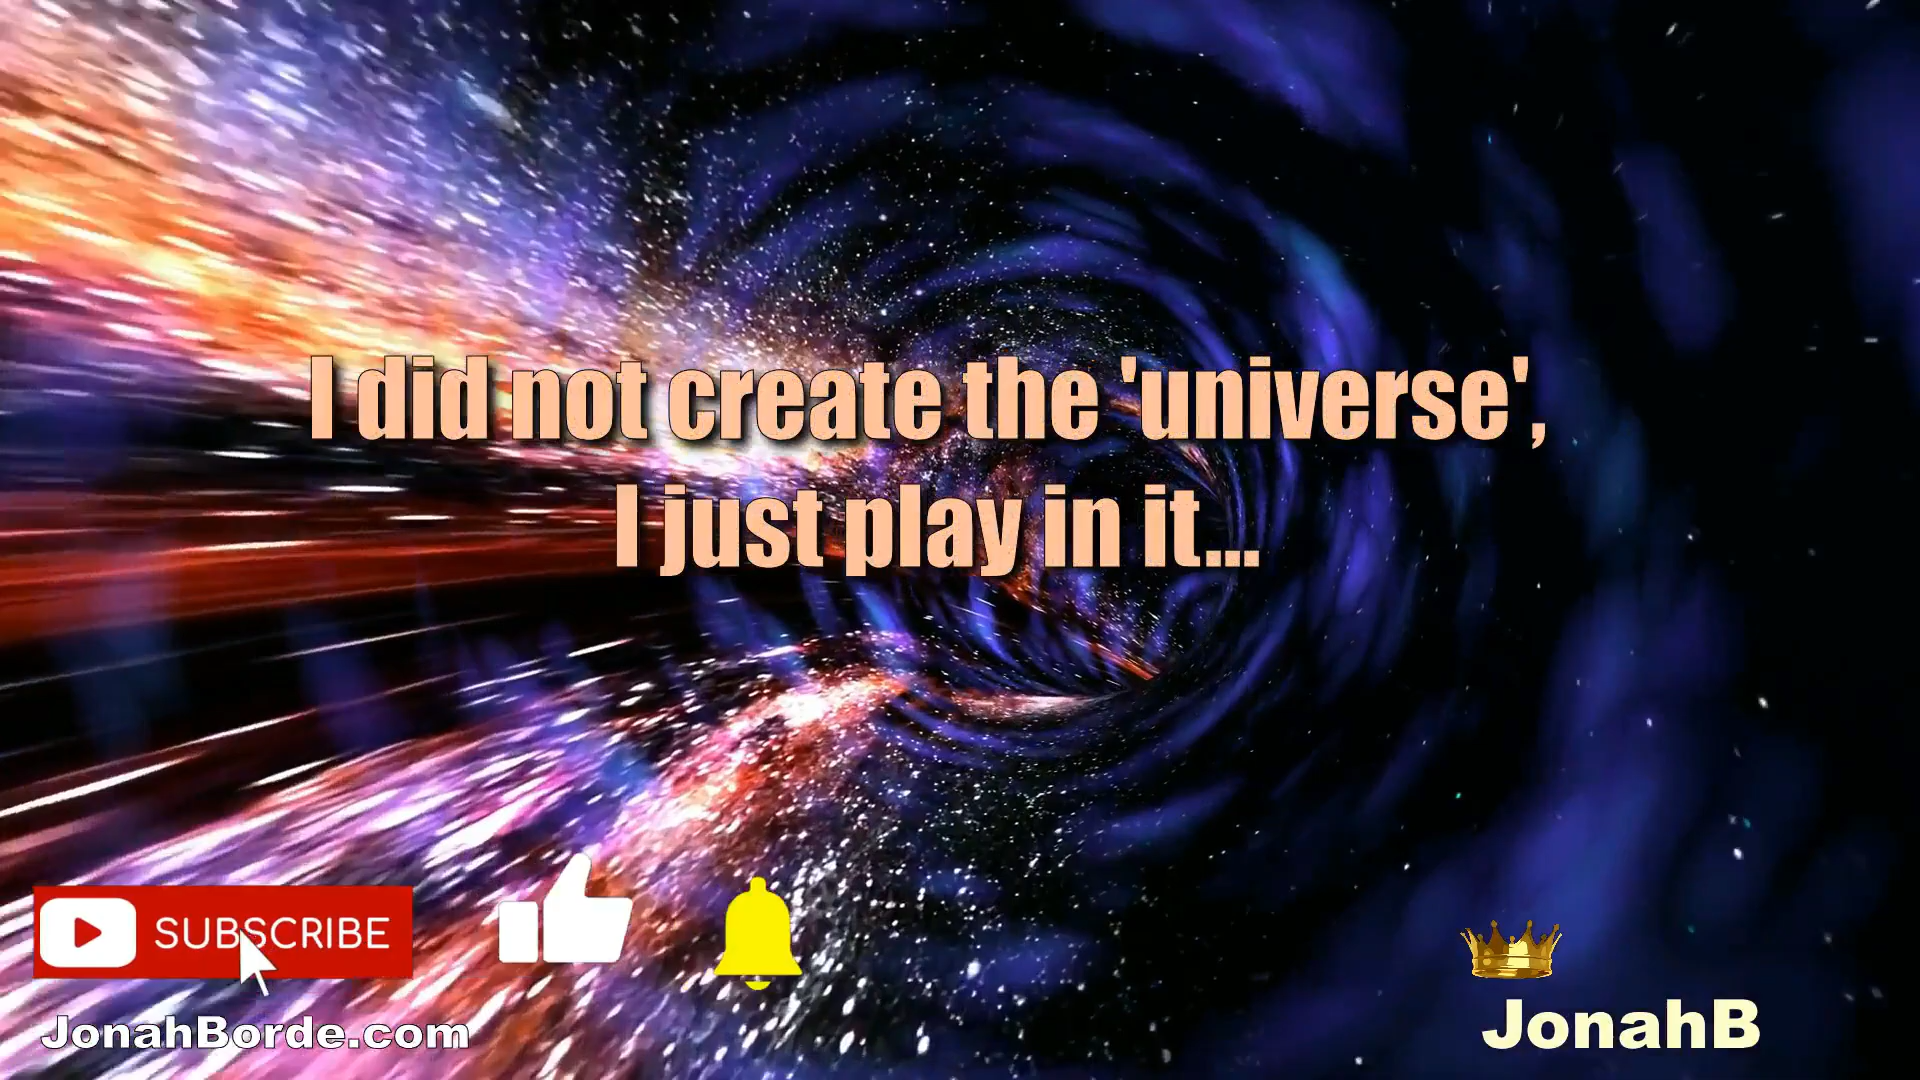 I did not create the 'universe',
I just play in it...
SUBSCRIBE
JonahBorde.com
JonahB